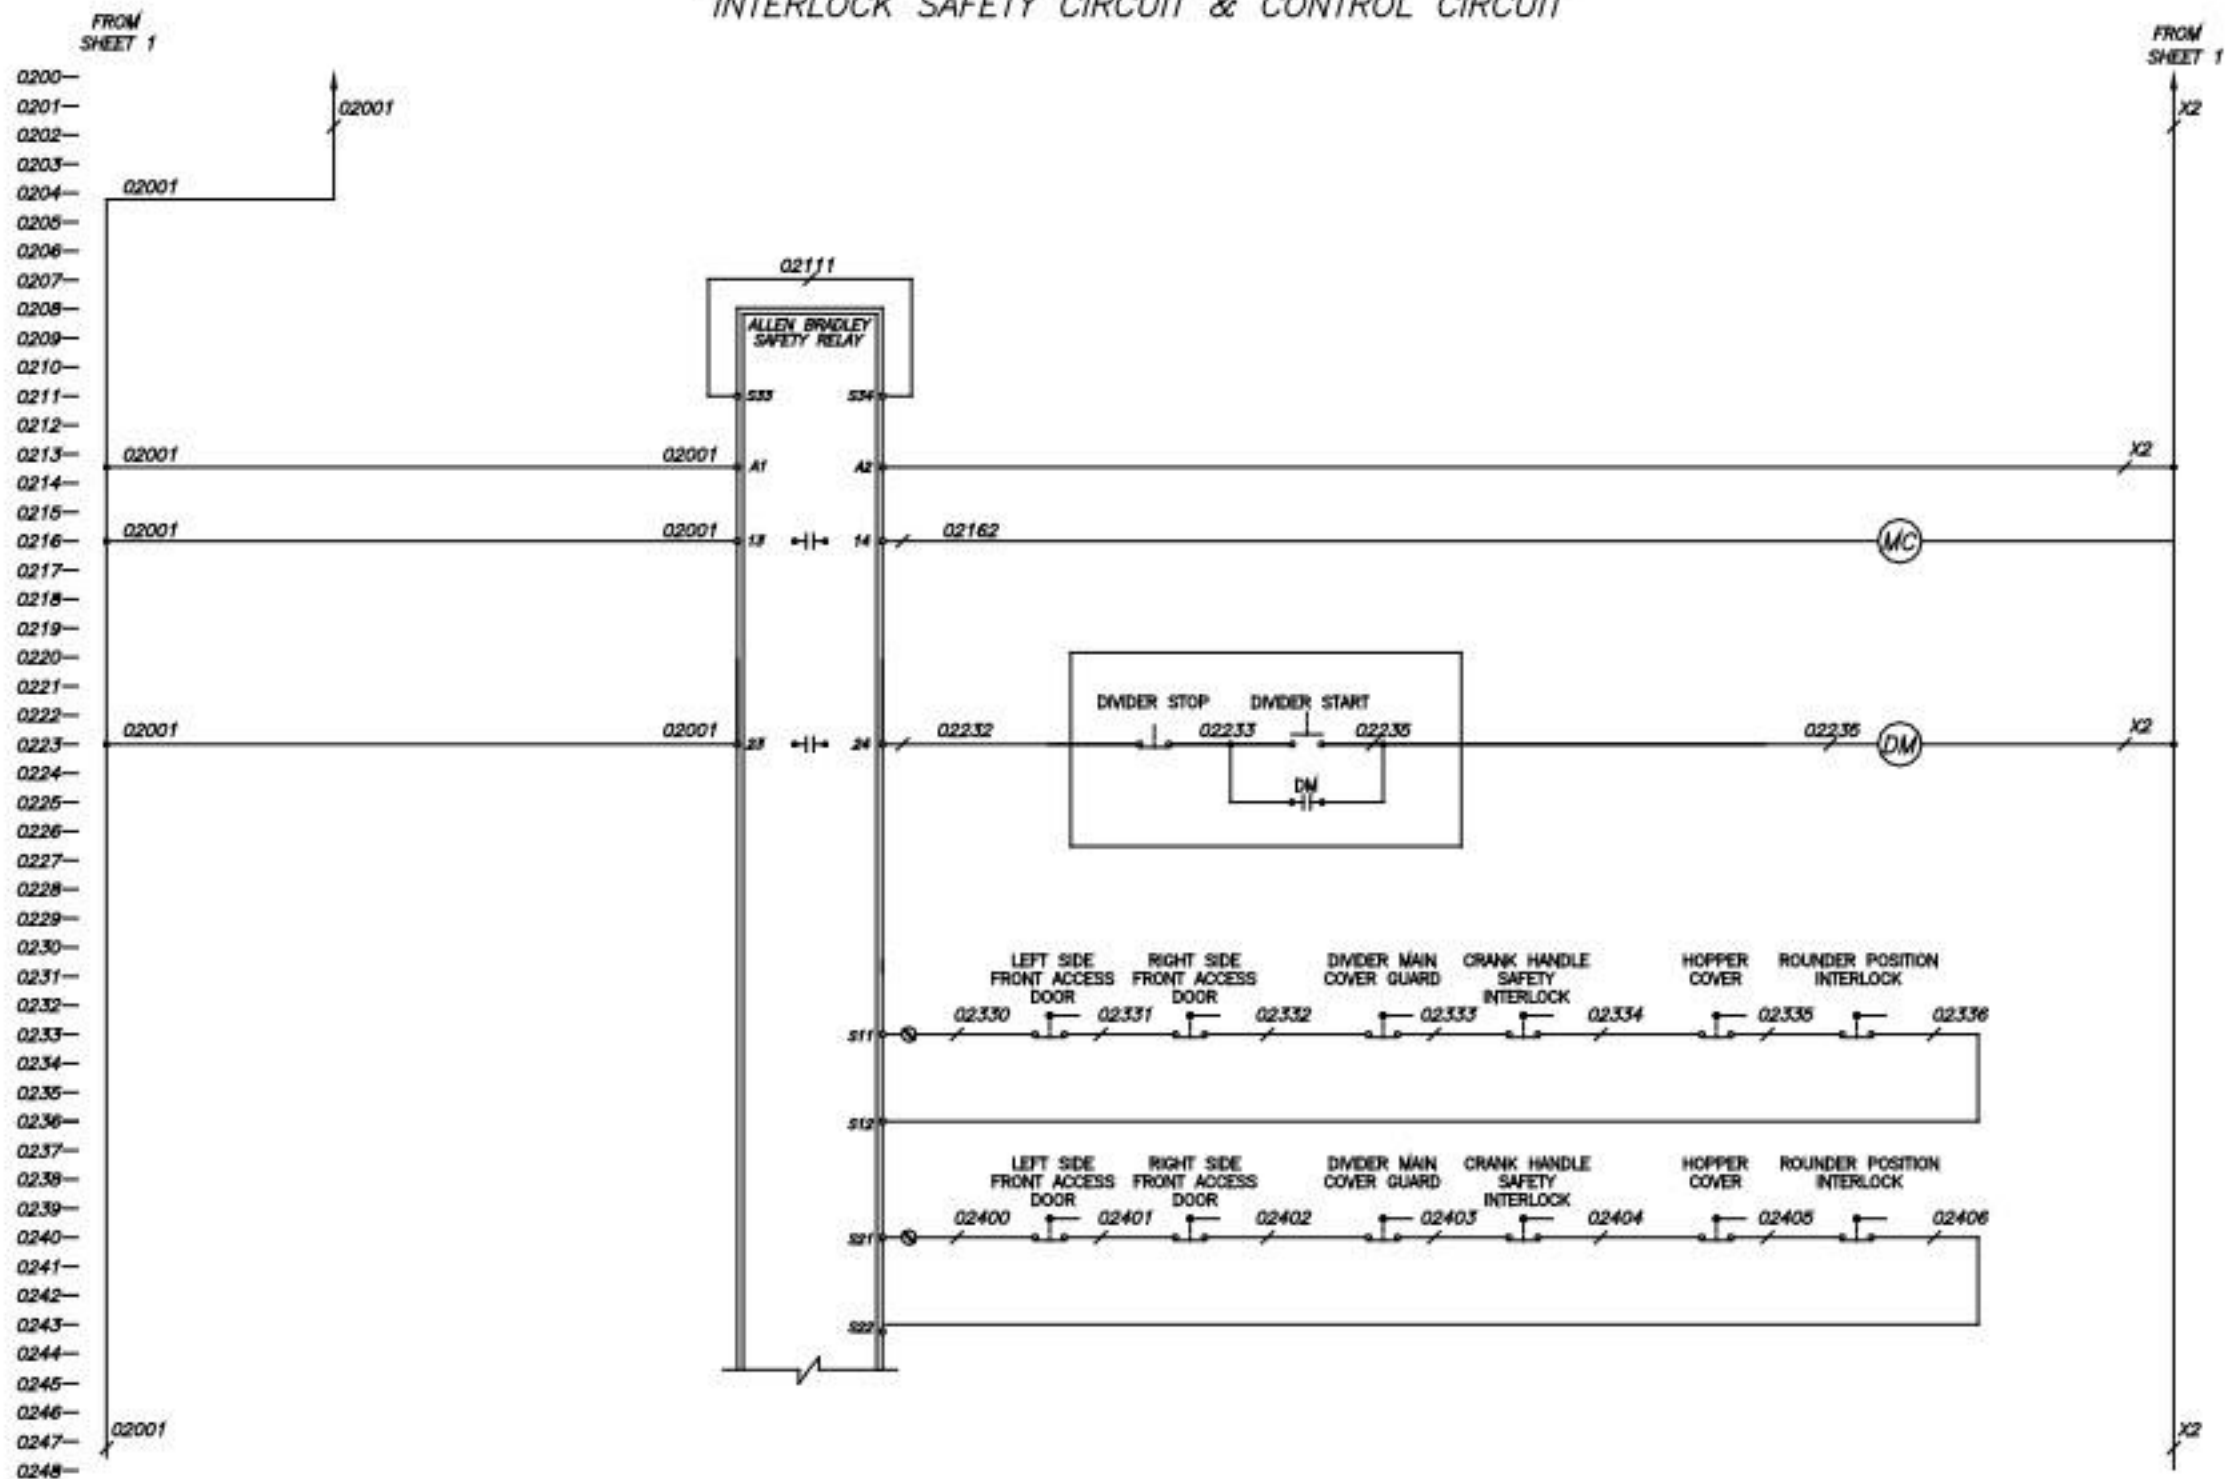 INTERLOCK SAFETY CIRCUIT & CONTROL CIRCUIT
FROM
SHEET 1
FROM
SHEET 1
0200
0201
02001
X2
0202
0203
0204
02001
0205
0206
0207
02111
0208
0209
ALLEN BRADLEY
SAFETY RELAY
0210
0211
S33
S34
0212
0213
02001
02001
A1
A2
X2
0214
0215
0216
02001
02001
13
14
02162
MC
0217
0218
0219
0220
0221
0222
DIVIDER STOP
DIVIDER START
0223
02001
02001
23
24
02232
02233
02235
02235
DM
X2
0224
0225
DM
0226
0227
0228
0229
0230
0231
0232
LEFT SIDE
FRONT ACCESS
DOOR
RIGHT SIDE
FRONT ACCESS
DOOR
DIVIDER MAIN
COVER GUARD
CRANK HANDLE
SAFETY
INTERLOCK
HOPPER
COVER
ROUNDER POSITION
INTERLOCK
0233
S11
02330
02331
02332
02333
02334
02335
02336
0234
0235
0236
S12
0237
0238
0239
LEFT SIDE
FRONT ACCESS
DOOR
RIGHT SIDE
FRONT ACCESS
DOOR
DIVIDER MAIN
COVER GUARD
CRANK HANDLE
SAFETY
INTERLOCK
HOPPER
COVER
ROUNDER POSITION
INTERLOCK
0240
S21
02400
02401
02402
02403
02404
02405
02406
0241
0242
0243
S22
0244
0245
0246
0247
02001
X2
0248